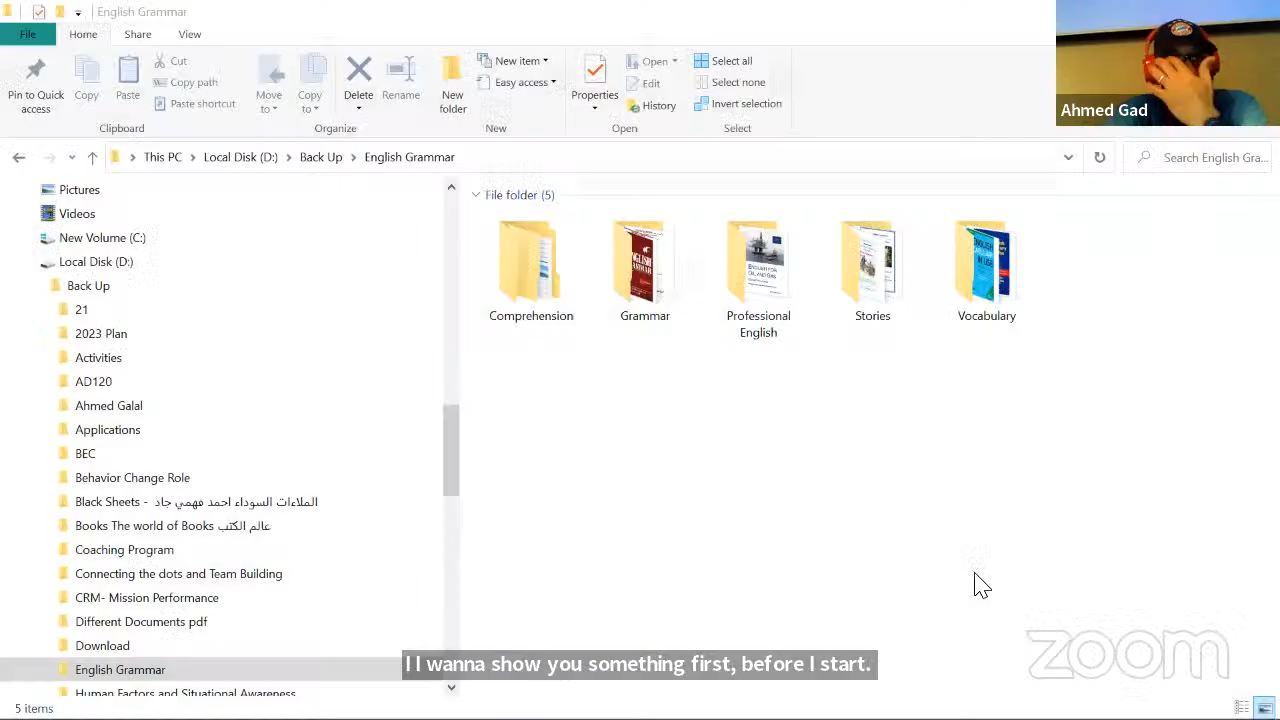 English Grammar
File Home Share View
Pin to Quick access
Copy
Paste
Cut
Copy path
Paste shortcut
Clipboard
Move to
Copy to
Delete
Rename
Organize
New folder
New item
Easy access
New
Properties
Open
Edit
History
Open
Select all
Select none
Invert selection
Select
Ahmed Gad
This PC > Local Disk (D:) > Back Up > English Grammar
Search English Gra...
Pictures
Videos
New Volume (C:)
Local Disk (D:)
Back Up
21
2023 Plan
Activities
AD120
Ahmed Galal
Applications
BEC
Behavior Change Role
Black Sheets - الملاءات السوداء احمد فهمي جاد
Books The world of Books عالم الكتب
Coaching Program
Connecting the dots and Team Building
CRM- Mission Performance
Different Documents pdf
Download
English Grammar
Human Factors and Situational Awareness
File folder (5)
Comprehension
Grammar
Professional English
Stories
Vocabulary
I I wanna show you something first, before I start.
zoom
5 items